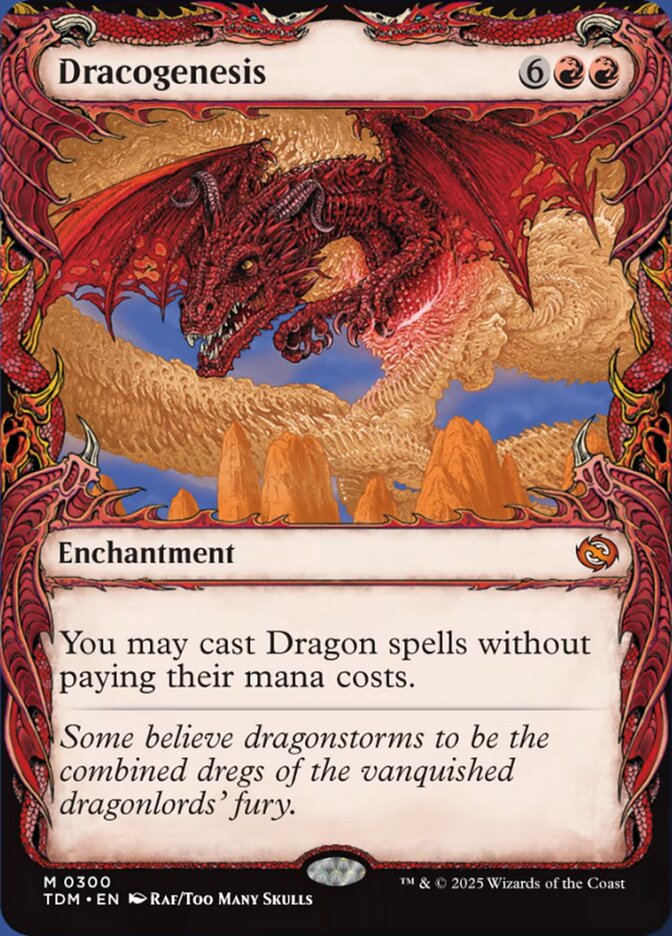 Dracogenesis 6
Enchantment
You may cast Dragon spells without
paying their mana costs.
Some believe dragonstorms to be the
combined dregs of the vanquished
dragonlords' fury.
M 0300
TDM • EN Raf/Too Many Skulls
™ & © 2025 Wizards of the Coast